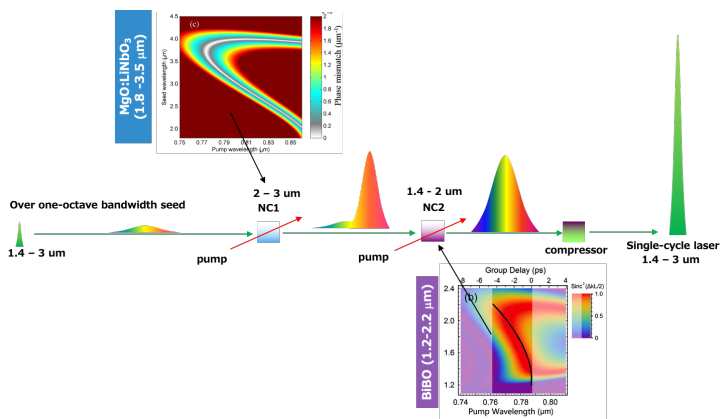 MgO:LiNbO3
(1.8 -3.5 µm)
(c)
4.5
4.0
3.5
3.0
2.5
2.0
Seed wavelength (µm)
0.75
0.77
0.79
0.81
0.83
0.85
Pump wavelength (µm)
2
1.8
1.6
1.4
1.2
1
0.8
0.6
0.4
0.2
0
Phase mismatch (µm⁻¹)
Over one-octave bandwidth seed
1.4 – 3 um
2 – 3 um
NC1
pump
1.4 - 2 um
NC2
pump
compressor
Single-cycle laser
1.4 – 3 um
BiBO (1.2-2.2 µm)
Group Delay (ps)
-8
-4
0
4
(b)
2.4
2.0
1.6
1.2
0.74
0.76
0.78
0.80
Pump Wavelength (µm)
Sinc²(ΔkL/2)
1.0
0.5
0.0